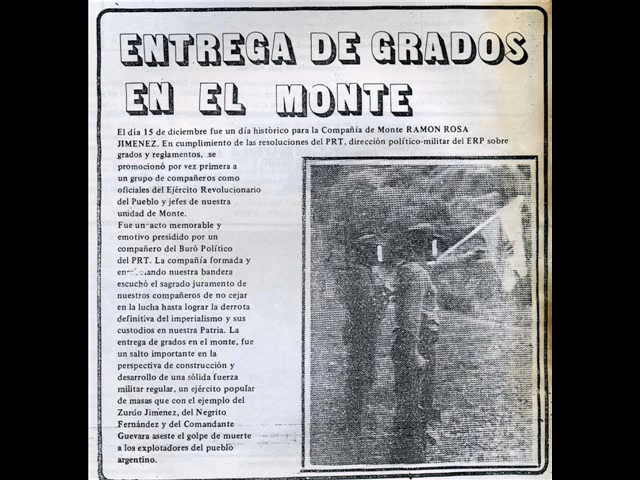 ENTREGA DE GRADOS
EN EL MONTE
El día 15 de diciembre fue un día histórico para la Compañía de Monte RAMON ROSA
JIMENEZ. En cumplimiento de las resoluciones del PRT, dirección político-militar del ERP sobre
grados y reglamentos, se
promocionó por vez primera a
un grupo de compañeros como
oficiales del Ejército Revolucionario
del Pueblo y jefes de nuestra
unidad de Monte.
Fue un acto memorable y
emotivo presidido por un
compañero del Buró Político
del PRT. La compañía formada y
nuestra bandera
escuchó el sagrado juramento de
nuestros compañeros de no cejar
en la lucha hasta lograr la derrota
definitiva del imperialismo y sus
custodios en nuestra Patria. La
entrega de grados en el monte, fue
un salto importante en la
perspectiva de construcción y
desarrollo de una sólida fuerza
militar regular, un ejército popular
de masas que con el ejemplo del
Zurdo Jiménez, del Negrito
Fernández y del Comandante
Guevara aseste el golpe de muerte
a los explotadores del pueblo
argentino.